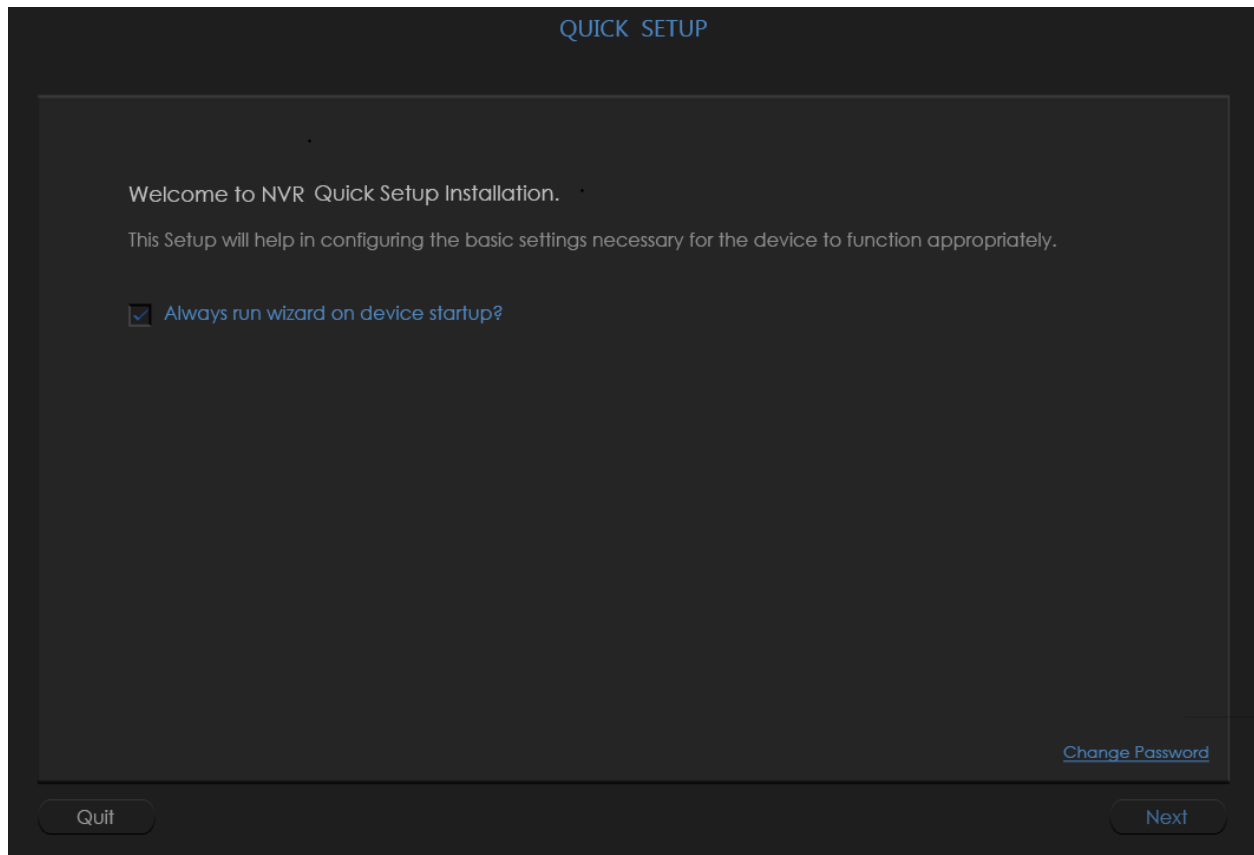 QUICK SETUP
Welcome to NVR Quick Setup Installation.
This Setup will help in configuring the basic settings necessary for the device to function appropriately.
Always run wizard on device startup?
Change Password
Quit
Next